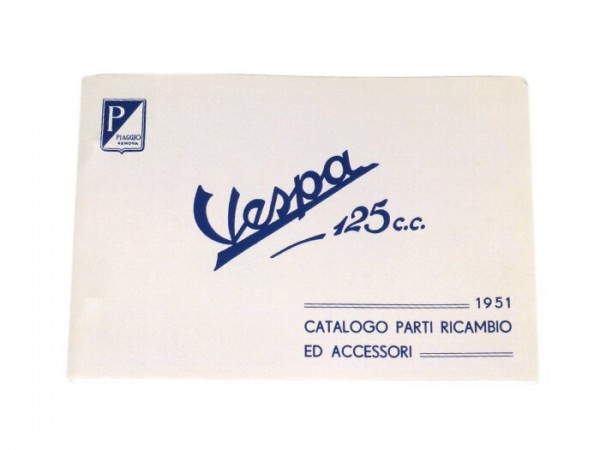 P
PIAGGIO
GENOVA
Vespa
125 c.c.
1951
CATALOGO PARTI RICAMBIO
ED ACCESSORI